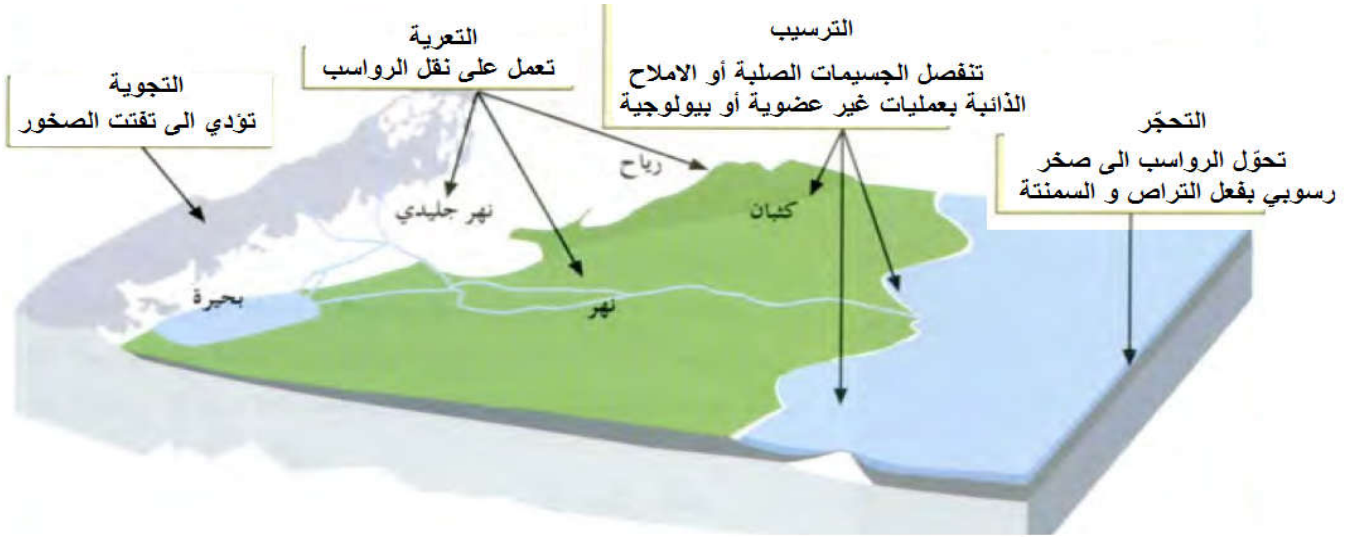 الترسيب
تنفصل الجسيمات الصلبة أو الاملاح
الذائبة بعمليات غير عضوية أو بيولوجية
التعرية
تعمل على نقل الرواسب
التجوية
تؤدي الى تفتت الصخور
التحجّر
تحوّل الرواسب الى صخر
رسوبي بفعل التراص و السمنتة
رياح
نهر جليدي
كثبان
بحيرة
نهر